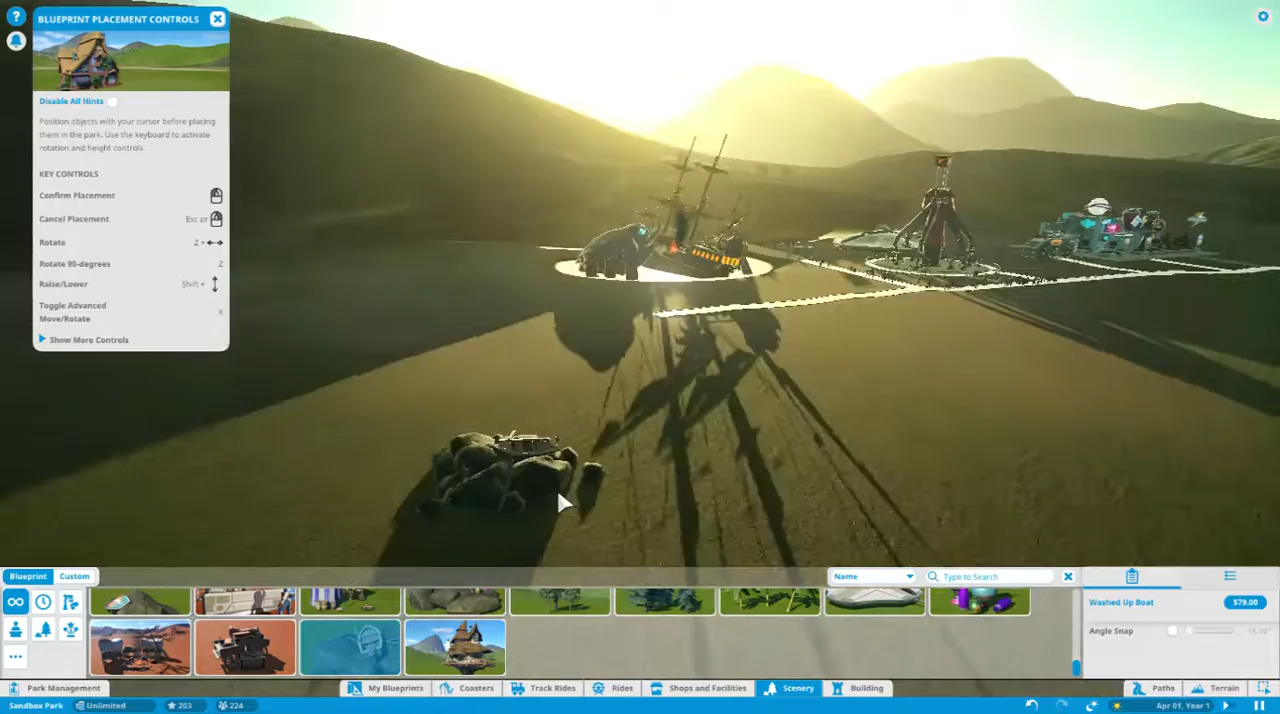 BLUEPRINT PLACEMENT CONTROLS
Disable All Hints
Position objects with your cursor before placing
them in the park. Use the keyboard to activate
rotation and height controls.
KEY CONTROLS
Confirm Placement
Cancel Placement Esc or
Rotate Z +
Rotate 90-degrees Z
Raise/Lower Shift +
Toggle Advanced
Move/Rotate X
Show More Controls
Blueprint Custom Name Type to Search
Washed Up Boat $79.00
Angle Snap 15.00°
Park Management My Blueprints Coasters Track Rides Rides Shops and Facilities Scenery Building Paths Terrain
Sandbox Park Unlimited 203 224 Apr 01, Year 1